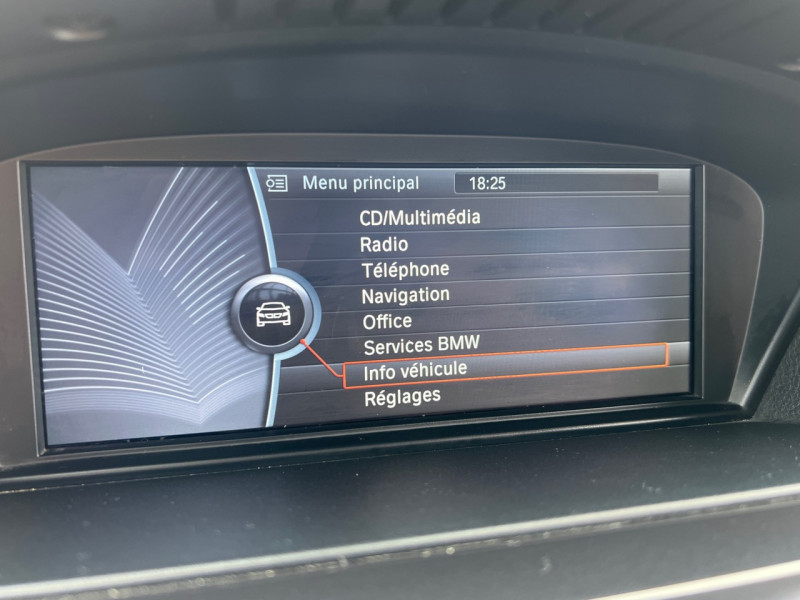 Menu principal 18:25
CD/Multimédia
Radio
Téléphone
Navigation
Office
Services BMW
Info véhicule
Réglages